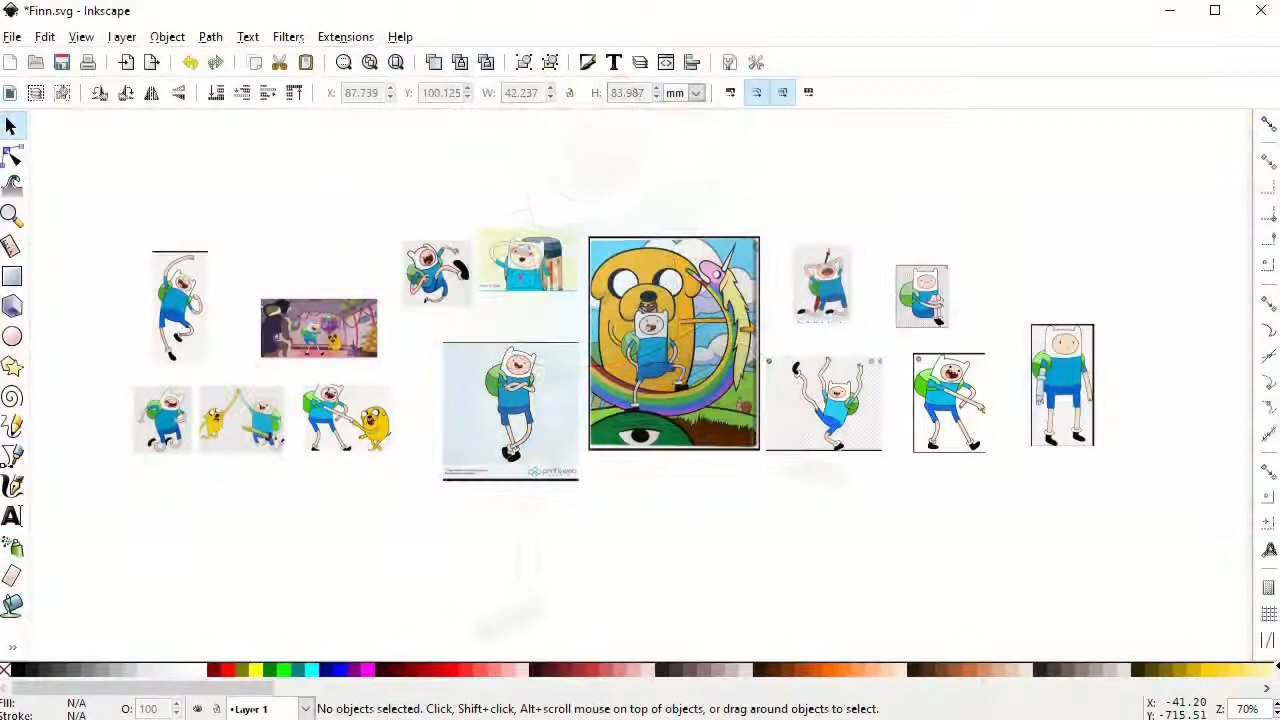 *Finn.svg - Inkscape
File Edit View Layer Object Path Text Filters Extensions Help
X: 87.739 Y: 100.125 W: 42.237 H: 83.987 mm
Fill: N/A O: 100 Layer 1 No objects selected. Click, Shift+click, Alt+scroll mouse on top of objects, or drag around objects to select. X: -41.20 Z: 70%
Stroke: N/A Y: -715.51